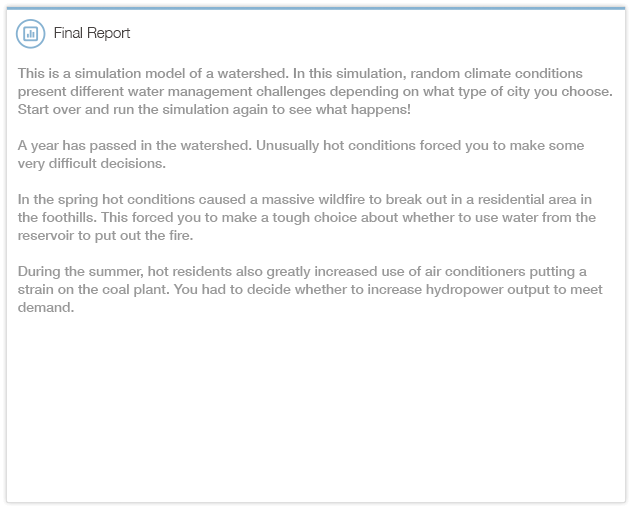 Final Report
This is a simulation model of a watershed. In this simulation, random climate conditions
present different water management challenges depending on what type of city you choose.
Start over and run the simulation again to see what happens!
A year has passed in the watershed. Unusually hot conditions forced you to make some
very difficult decisions.
In the spring hot conditions caused a massive wildfire to break out in a residential area in
the foothills. This forced you to make a tough choice about whether to use water from the
reservoir to put out the fire.
During the summer, hot residents also greatly increased use of air conditioners putting a
strain on the coal plant. You had to decide whether to increase hydropower output to meet
demand.